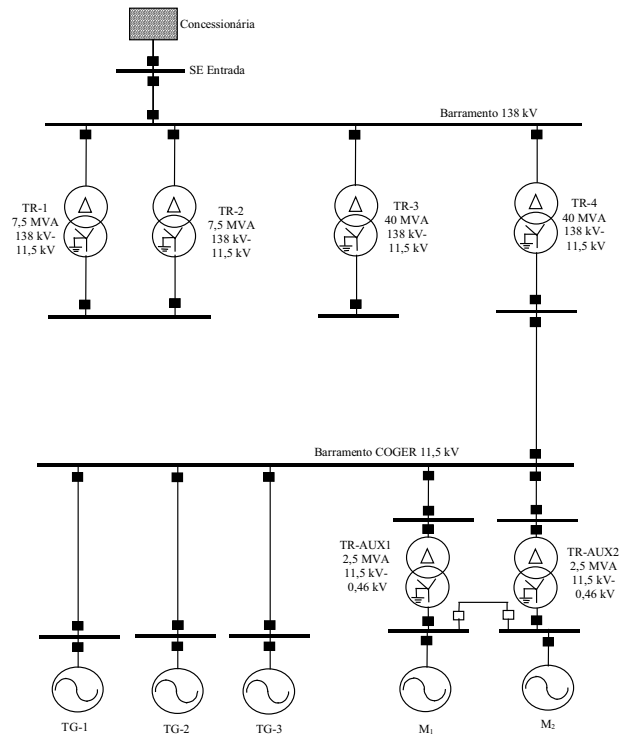 Concessionária
SE Entrada
Barramento 138 kV
TR-1
7,5 MVA
138 kV-
11,5 kV
TR-2
7,5 MVA
138 kV-
11,5 kV
TR-3
40 MVA
138 kV-
11,5 kV
TR-4
40 MVA
138 kV-
11,5 kV
Barramento COGER 11,5 kV
TR-AUX1
2,5 MVA
11,5 kV-
0,46 kV
TR-AUX2
2,5 MVA
11,5 kV-
0,46 kV
TG-1
TG-2
TG-3
M₁
M₂